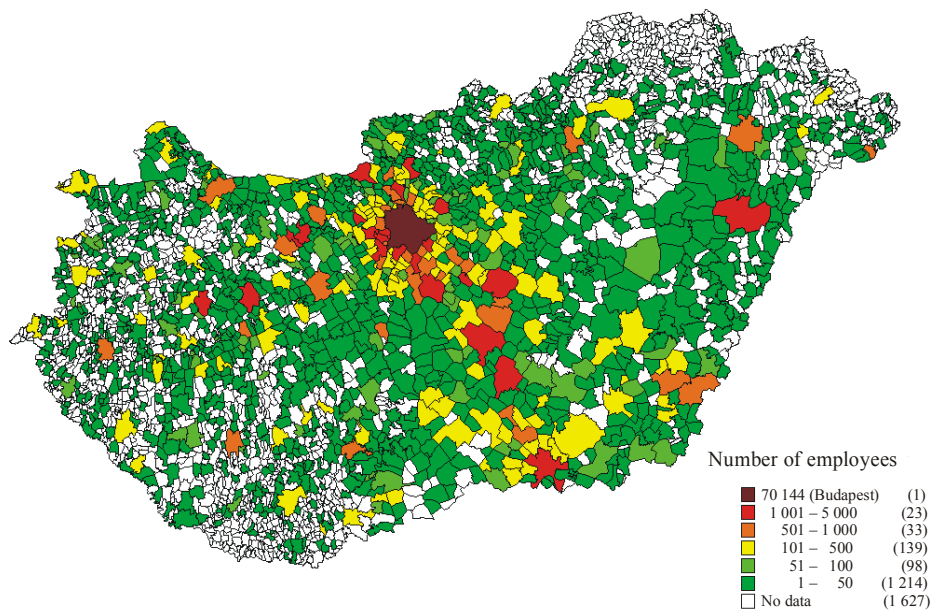 Number of employees
70 144 (Budapest) (1)
1 001 – 5 000 (23)
501 – 1 000 (33)
101 – 500 (139)
51 – 100 (98)
1 – 50 (1 214)
No data (1 627)